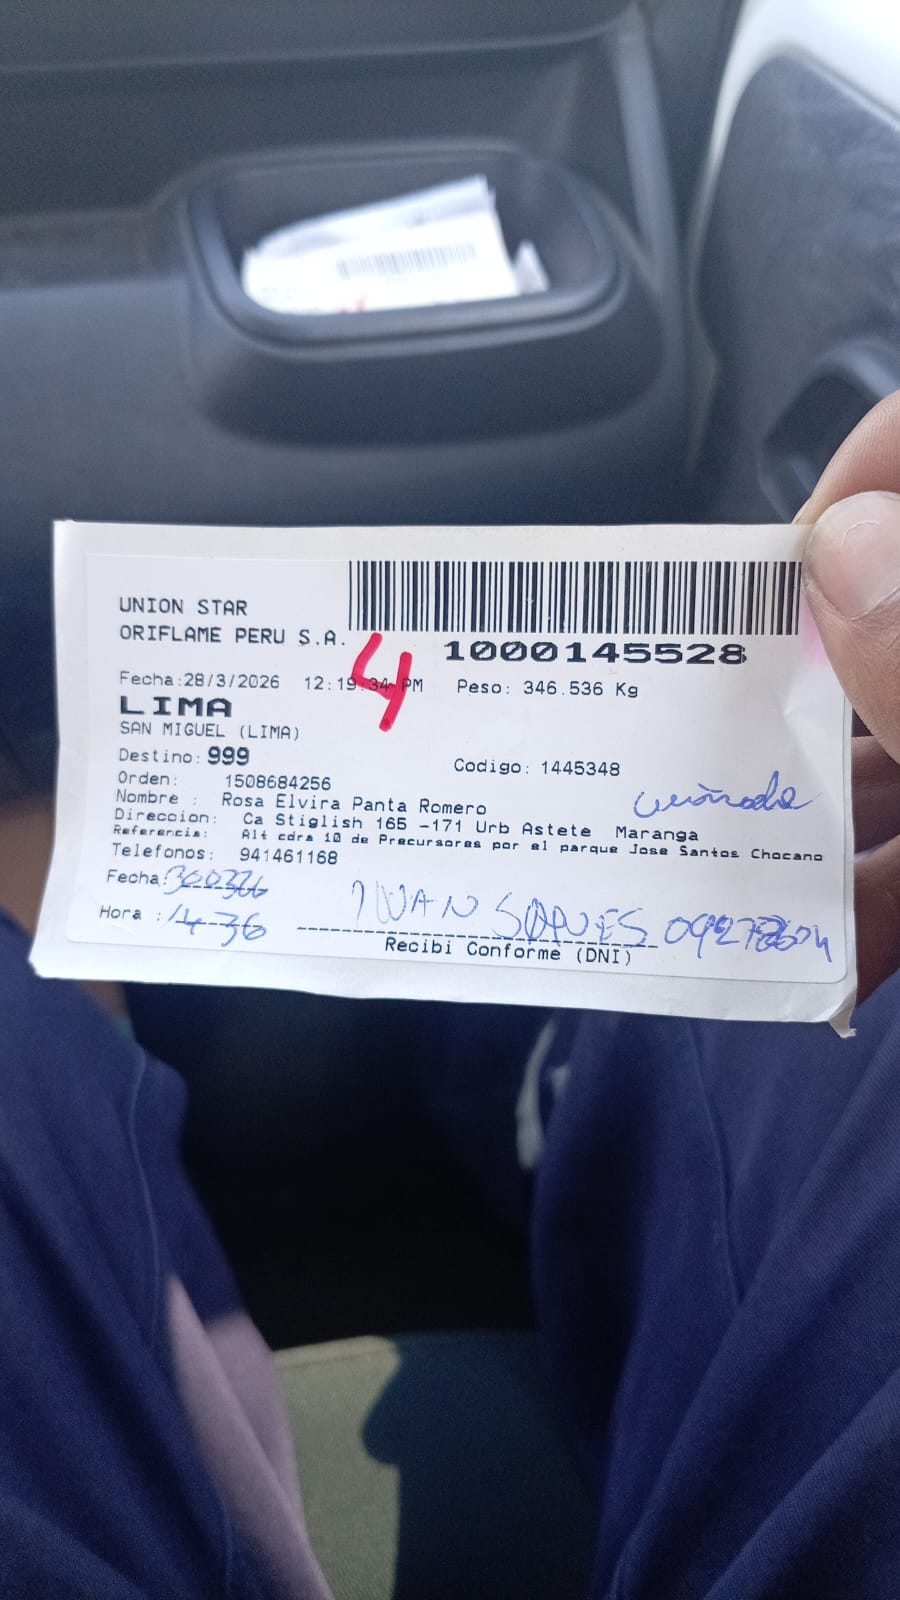 UNION STAR
ORIFLAME PERU S.A.
1000145528
4
Fecha:28/3/2026 12:19:34 PM Peso: 346.536 Kg
LIMA
SAN MIGUEL (LIMA)
Destino: 999
Codigo: 1445348
Orden: 1508684256
Nombre : Rosa Elvira Panta Romero
Direccion: Ca Stiglish 165 -171 Urb Astete Maranga
Referencia: Alt cdra 10 de Precursores por el parque Jose Santos Chocano
Telefonos: 941461168
Fecha: 300326
Hora : 1436
IWAN
Recibi Conforme (DNI)